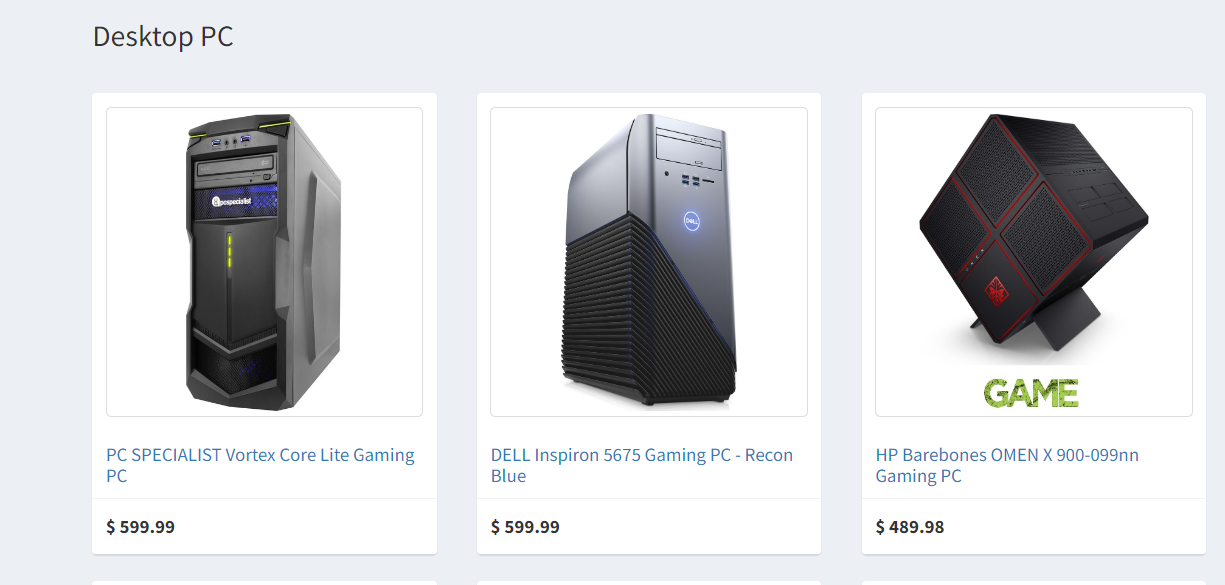 Desktop PC
pcspecialist
DELL
GAME
PC SPECIALIST Vortex Core Lite Gaming
PC
DELL Inspiron 5675 Gaming PC - Recon
Blue
HP Barebones OMEN X 900-099nn
Gaming PC
$ 599.99
$ 599.99
$ 489.98